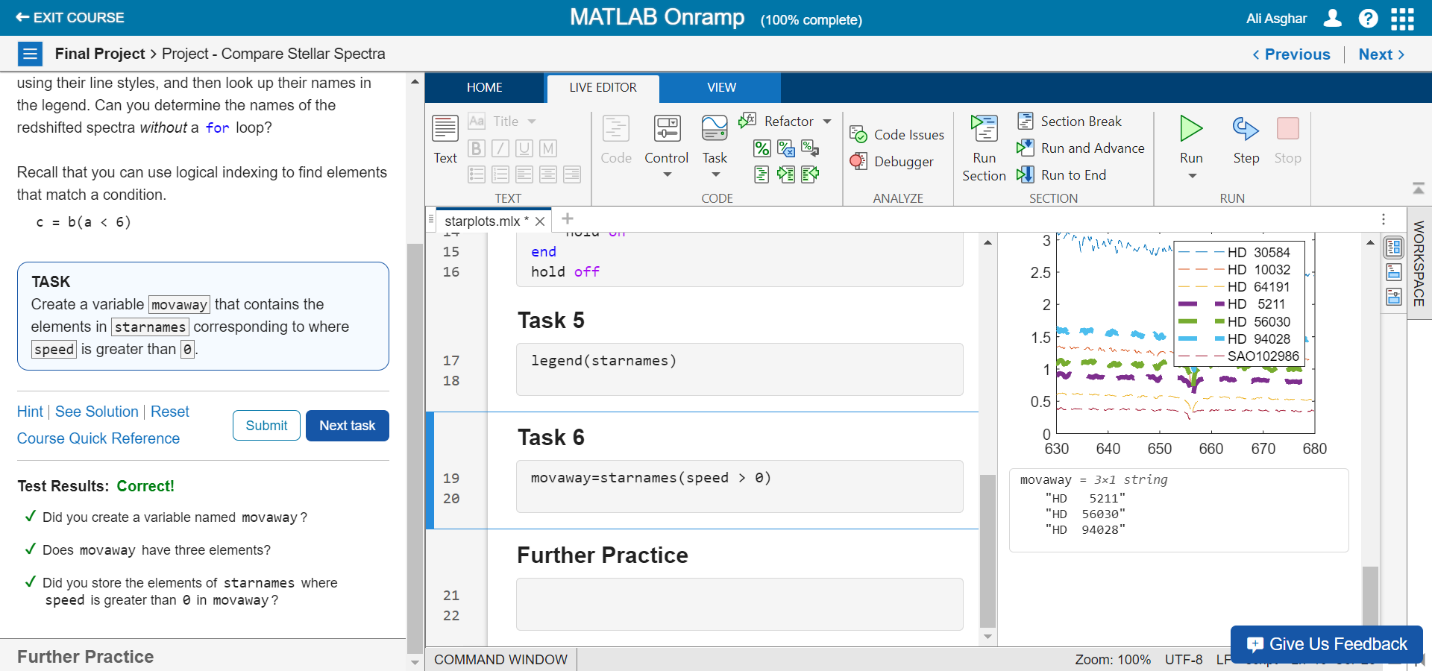 EXIT COURSE
MATLAB Onramp (100% complete)
Ali Asghar
Final Project > Project - Compare Stellar Spectra
< Previous | Next >
using their line styles, and then look up their names in
the legend. Can you determine the names of the
redshifted spectra without a for loop?
Recall that you can use logical indexing to find elements
that match a condition.
c = b(a < 6)
TASK
Create a variable movaway that contains the
elements in starnames corresponding to where
speed is greater than 0.
Hint | See Solution | Reset
Course Quick Reference
Submit
Next task
Test Results: Correct!
✓ Did you create a variable named movaway?
✓ Does movaway have three elements?
✓ Did you store the elements of starnames where
speed is greater than 0 in movaway?
Further Practice
HOME
LIVE EDITOR
VIEW
Text
Aa Title
B I U M
TEXT
Code
Control
Task
Refactor
CODE
Code Issues
Debugger
ANALYZE
Run
Section
Section Break
Run and Advance
Run to End
SECTION
Run
Step
Stop
RUN
starplots.mlx *
WORKSPACE
14 hold on
15 end
16 hold off
Task 5
17 legend(starnames)
18
Task 6
19 movaway=starnames(speed > 0)
20
Further Practice
21
22
3
2.5
2
1.5
1
0.5
0
630 640 650 660 670 680
HD 30584
HD 10032
HD 64191
HD 5211
HD 56030
HD 94028
SAO102986
movaway = 3×1 string
"HD 5211"
"HD 56030"
"HD 94028"
Give Us Feedback
COMMAND WINDOW
Zoom: 100% UTF-8 LF